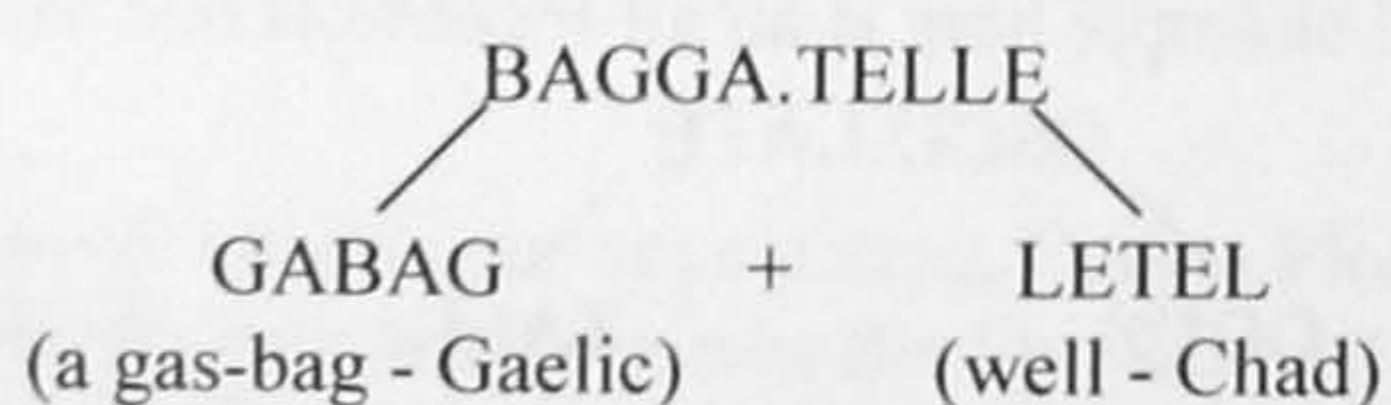 BAGGA.TELLE
GABAG + LETEL
(a gas-bag - Gaelic) (well - Chad)